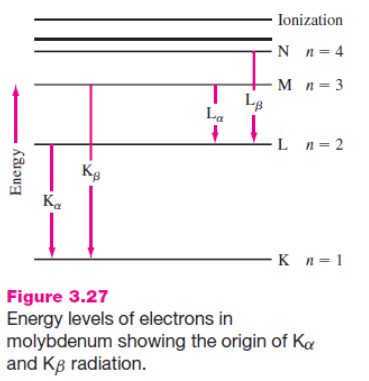 Ionization
N n = 4
M n = 3
Lα
Lβ
L n = 2
Energy
Kα
Kβ
K n = 1
Figure 3.27
Energy levels of electrons in
molybdenum showing the origin of Kα
and Kβ radiation.